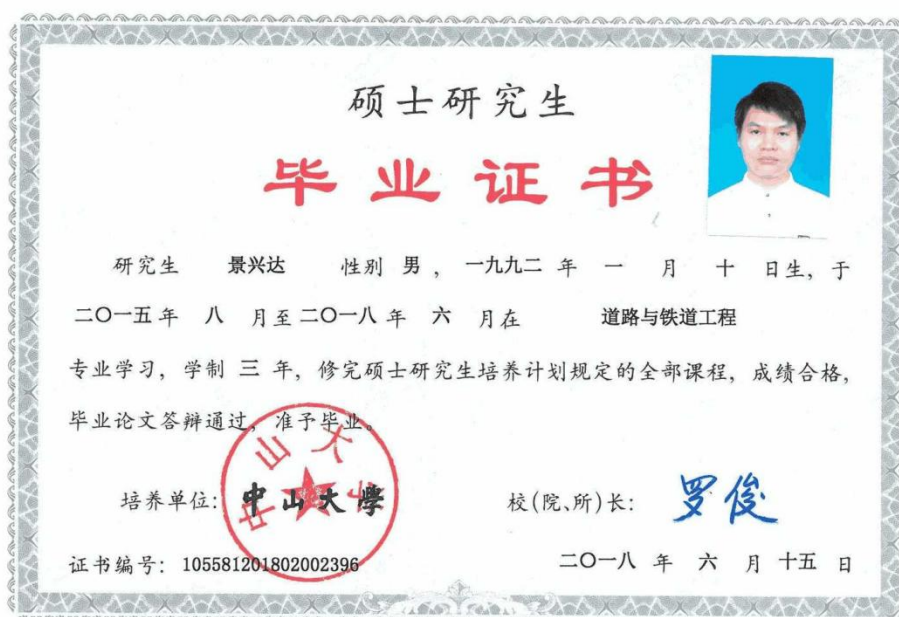 硕士研究生
毕业证书
研究生 景兴达 性别 男 ，一九九二 年 一 月 十 日生，于
二〇一五 年 八 月至 二〇一八 年 六 月在 道路与铁道工程
专业学习，学制 三 年，修完硕士研究生培养计划规定的全部课程，成绩合格，
毕业论文答辩通过，准予毕业。
中山大学
培养单位：中山大學 校(院、所)长：罗俊
证书编号：105581201802002396 二〇一八 年 六 月 十五 日